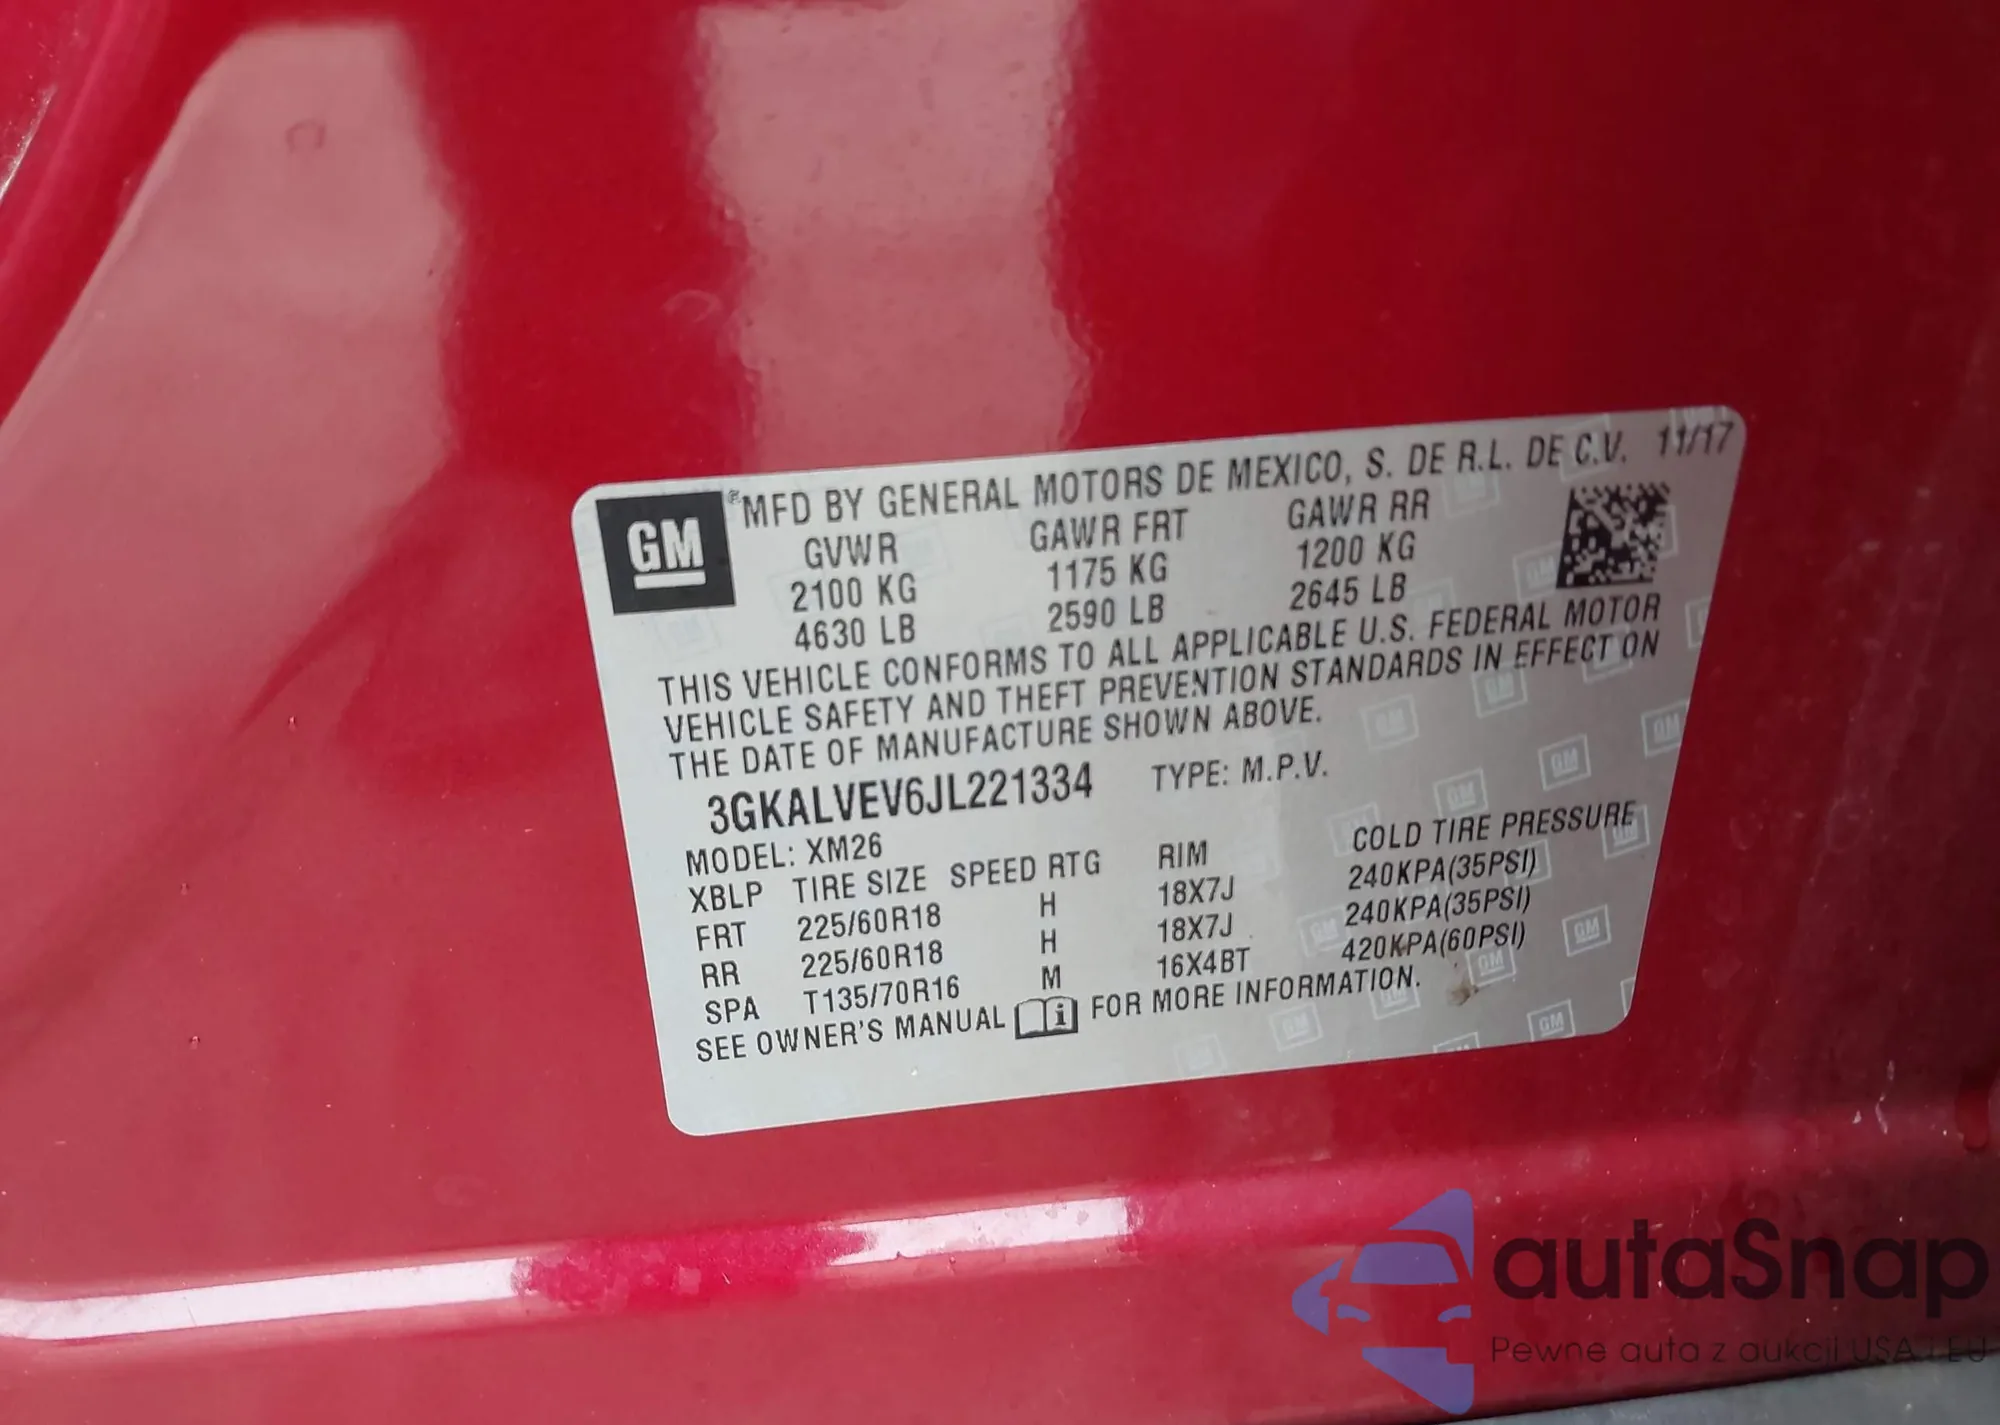 GM ® MFD BY GENERAL MOTORS DE MEXICO, S. DE R.L. DE C.V. 11/17
GVWR GAWR FRT GAWR RR
2100 KG 1175 KG 1200 KG
4630 LB 2590 LB 2645 LB
THIS VEHICLE CONFORMS TO ALL APPLICABLE U.S. FEDERAL MOTOR
VEHICLE SAFETY AND THEFT PREVENTION STANDARDS IN EFFECT ON
THE DATE OF MANUFACTURE SHOWN ABOVE.
3GKALVEV6JL221334 TYPE: M.P.V.
MODEL: XM26
XBLP TIRE SIZE SPEED RTG RIM COLD TIRE PRESSURE
FRT 225/60R18 H 18X7J 240KPA(35PSI)
RR 225/60R18 H 18X7J 240KPA(35PSI)
SPA T135/70R16 M 16X4BT 420KPA(60PSI)
SEE OWNER'S MANUAL i FOR MORE INFORMATION.
autaSnap
Pewne auta z aukcji USA i EU